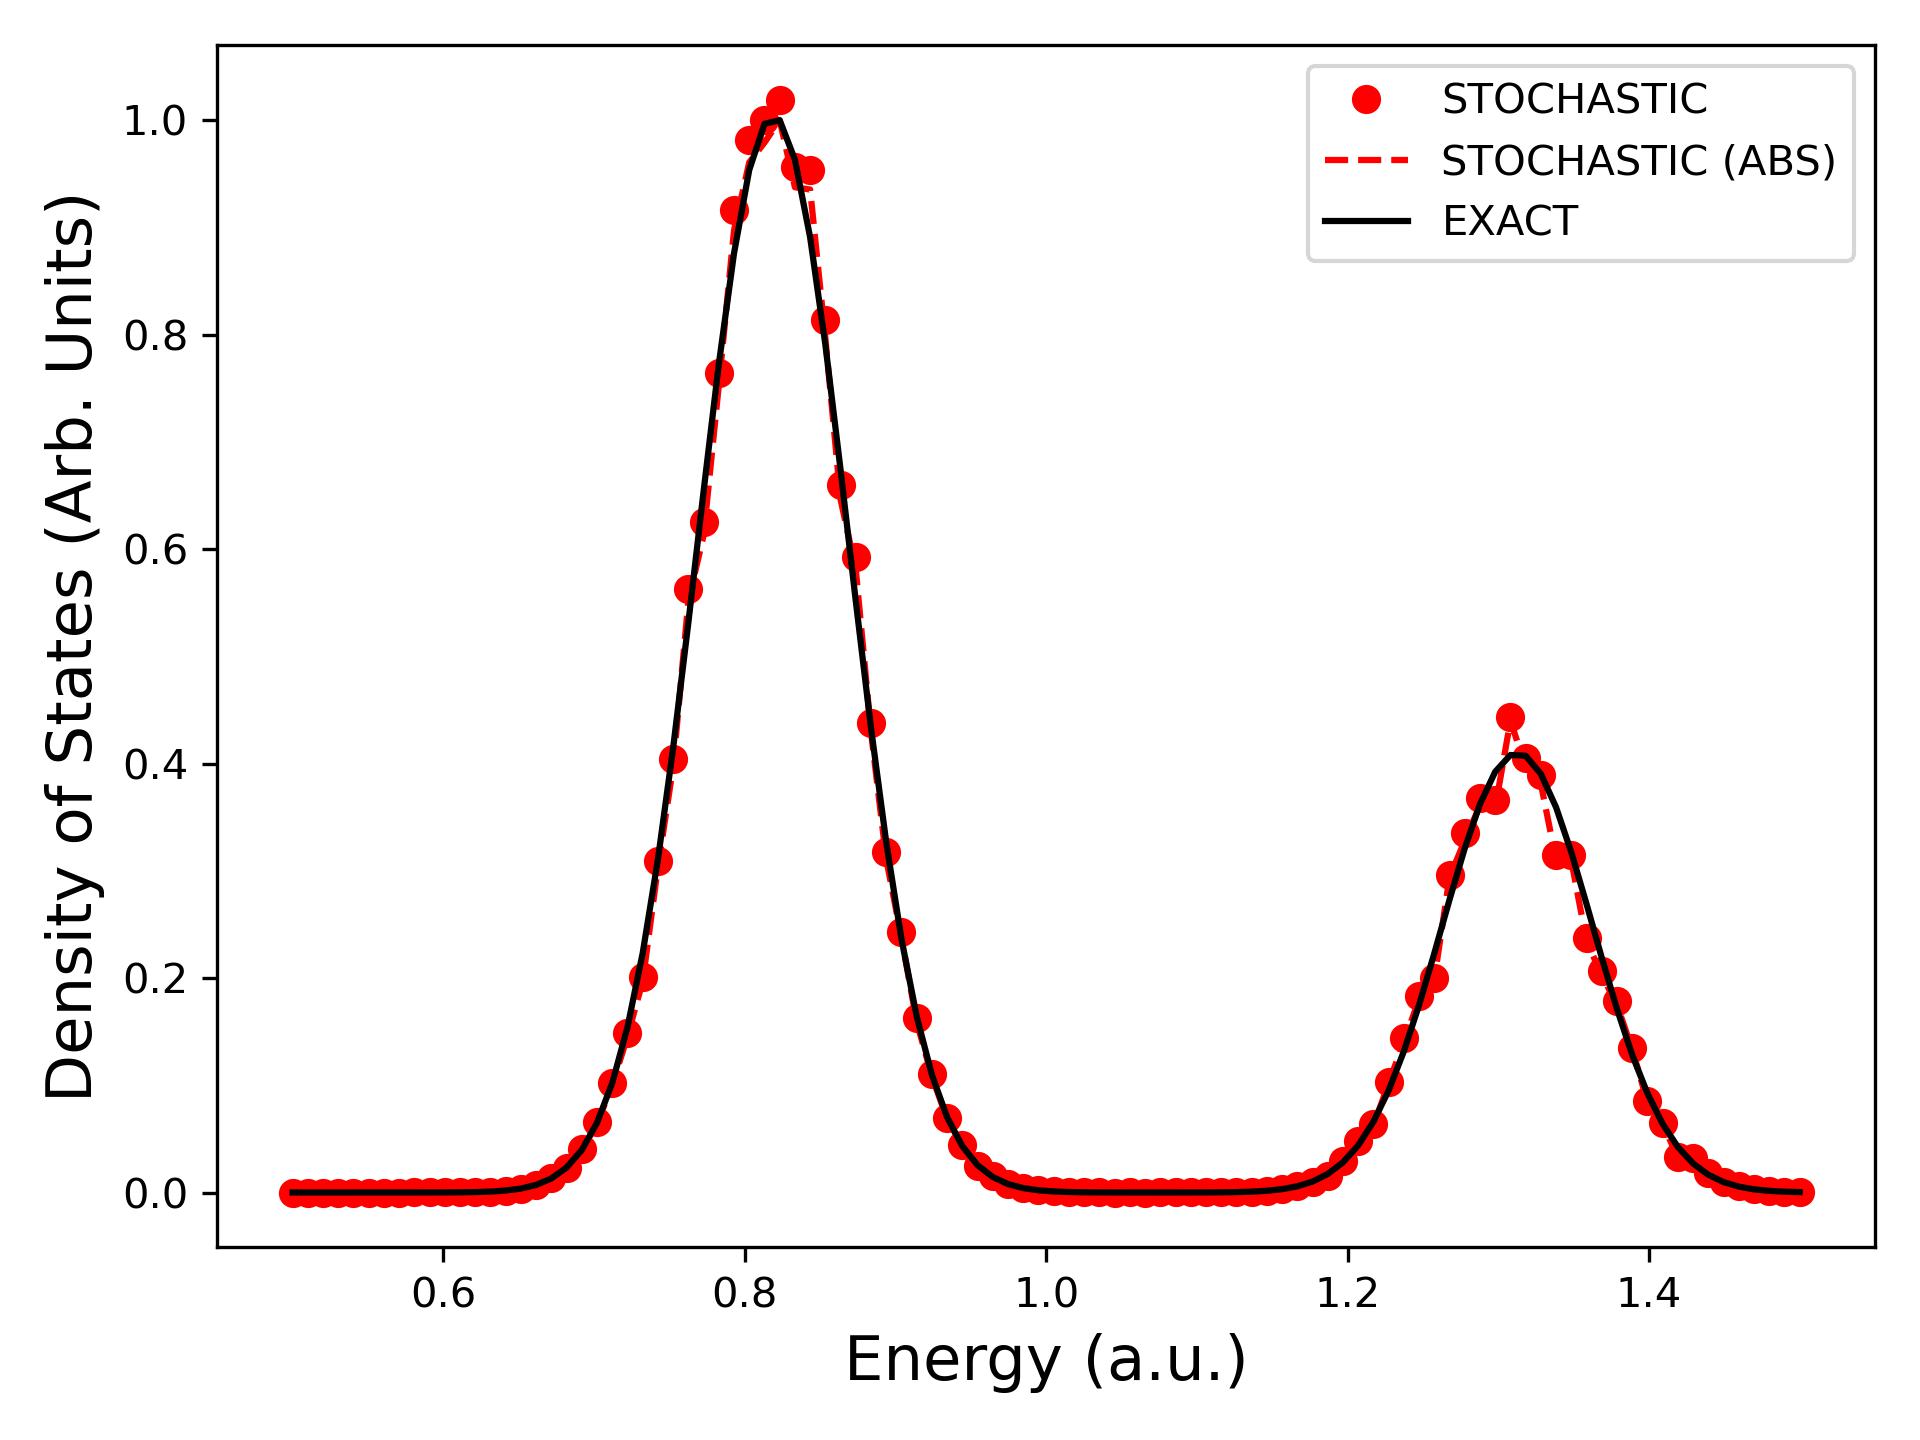 STOCHASTIC
STOCHASTIC (ABS)
EXACT
Density of States (Arb. Units)
1.0
0.8
0.6
0.4
0.2
0.0
0.6 0.8 1.0 1.2 1.4
Energy (a.u.)